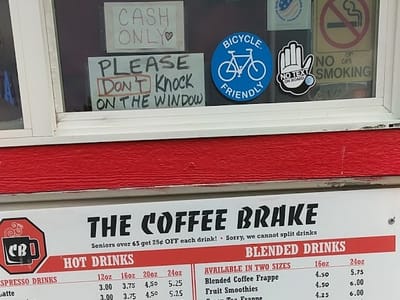 CASH
ONLY
PLEASE
DON'T KNOCK
ON THE WINDOW
BICYCLE
FRIENDLY
NO TEXT
NO
SMOKING
CB
THE COFFEE BRAKE
Seniors over 65 get 25¢ OFF each drink! • Sorry, we cannot split drinks
HOT DRINKS
12oz 16oz 20oz 24oz
ESPRESSO DRINKS 3.00 3.75 4.50 5.25
Latte 3.00 3.75 4.50 5.25
BLENDED DRINKS
AVAILABLE IN TWO SIZES 16oz 24oz
Blended Coffee Frappe 4.50 5.75
Fruit Smoothies 4.50 6.00
6.00